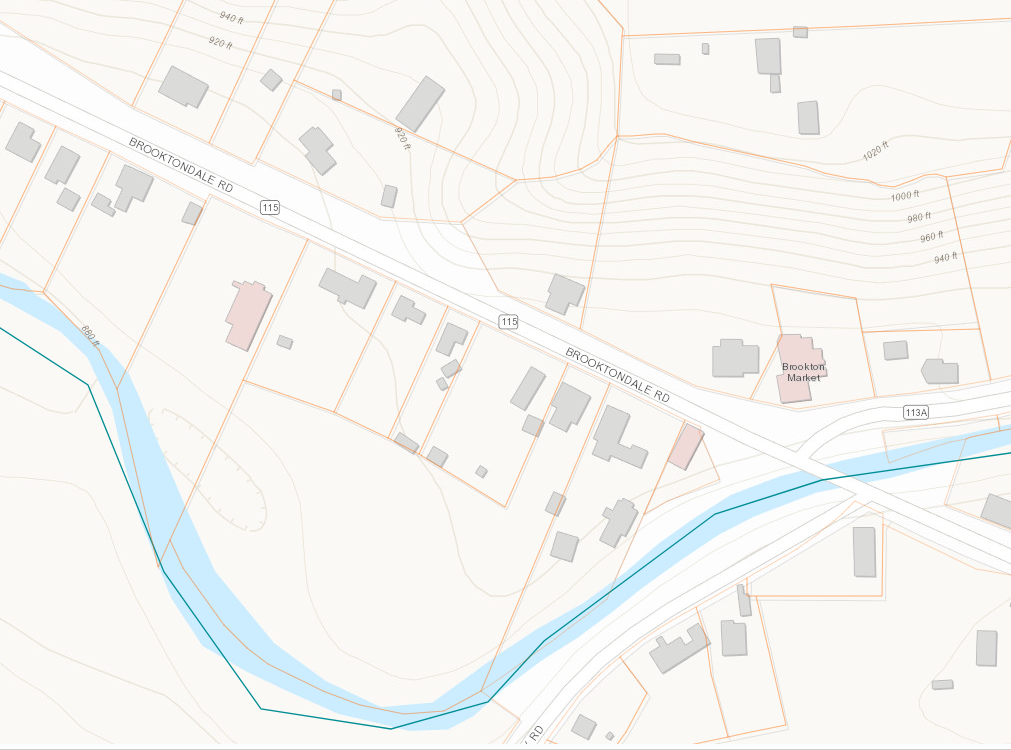 940 ft
920 ft
920 ft
BROOKTONDALE RD
1020 ft
115
1000 ft
980 ft
960 ft
940 ft
860 ft
115
BROOKTONDALE RD
Brookton
Market
113A
RD